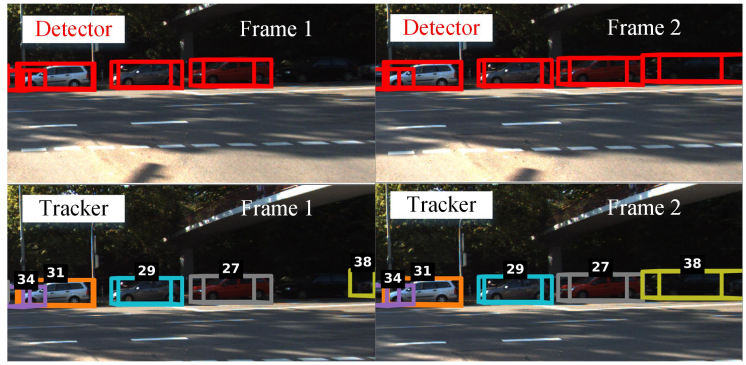 Detector Frame 1
Detector Frame 2
Tracker Frame 1
34 31 29 27 38
Tracker Frame 2
34 31 29 27 38